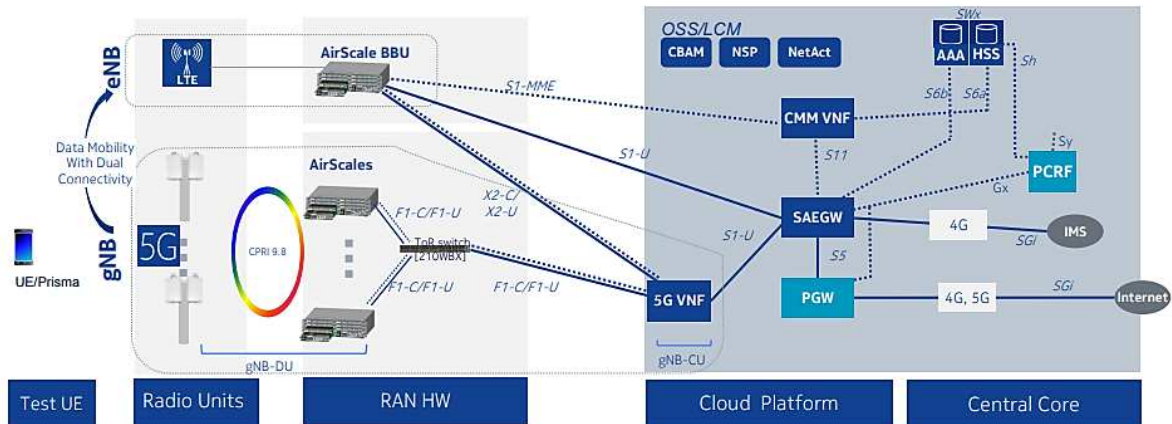 OSS/LCM
CBAM
NSP
NetAct
SWx
AAA
HSS
Sh
S6b
S6a
eNB
LTE
AirScale BBU
S1-MME
CMM VNF
S11
Sy
PCRF
Gx
Data Mobility
With Dual
Connectivity
AirScales
S1-U
X2-C/
X2-U
F1-C/F1-U
SAEGW
4G
SGi
IMS
gNB
5G
CPRI 9.8
ToR switch
[210WBX]
S1-U
S5
UE/Prisma
F1-C/F1-U
F1-C/F1-U
5G VNF
PGW
4G, 5G
SGi
Internet
gNB-DU
gNB-CU
Test UE
Radio Units
RAN HW
Cloud Platform
Central Core